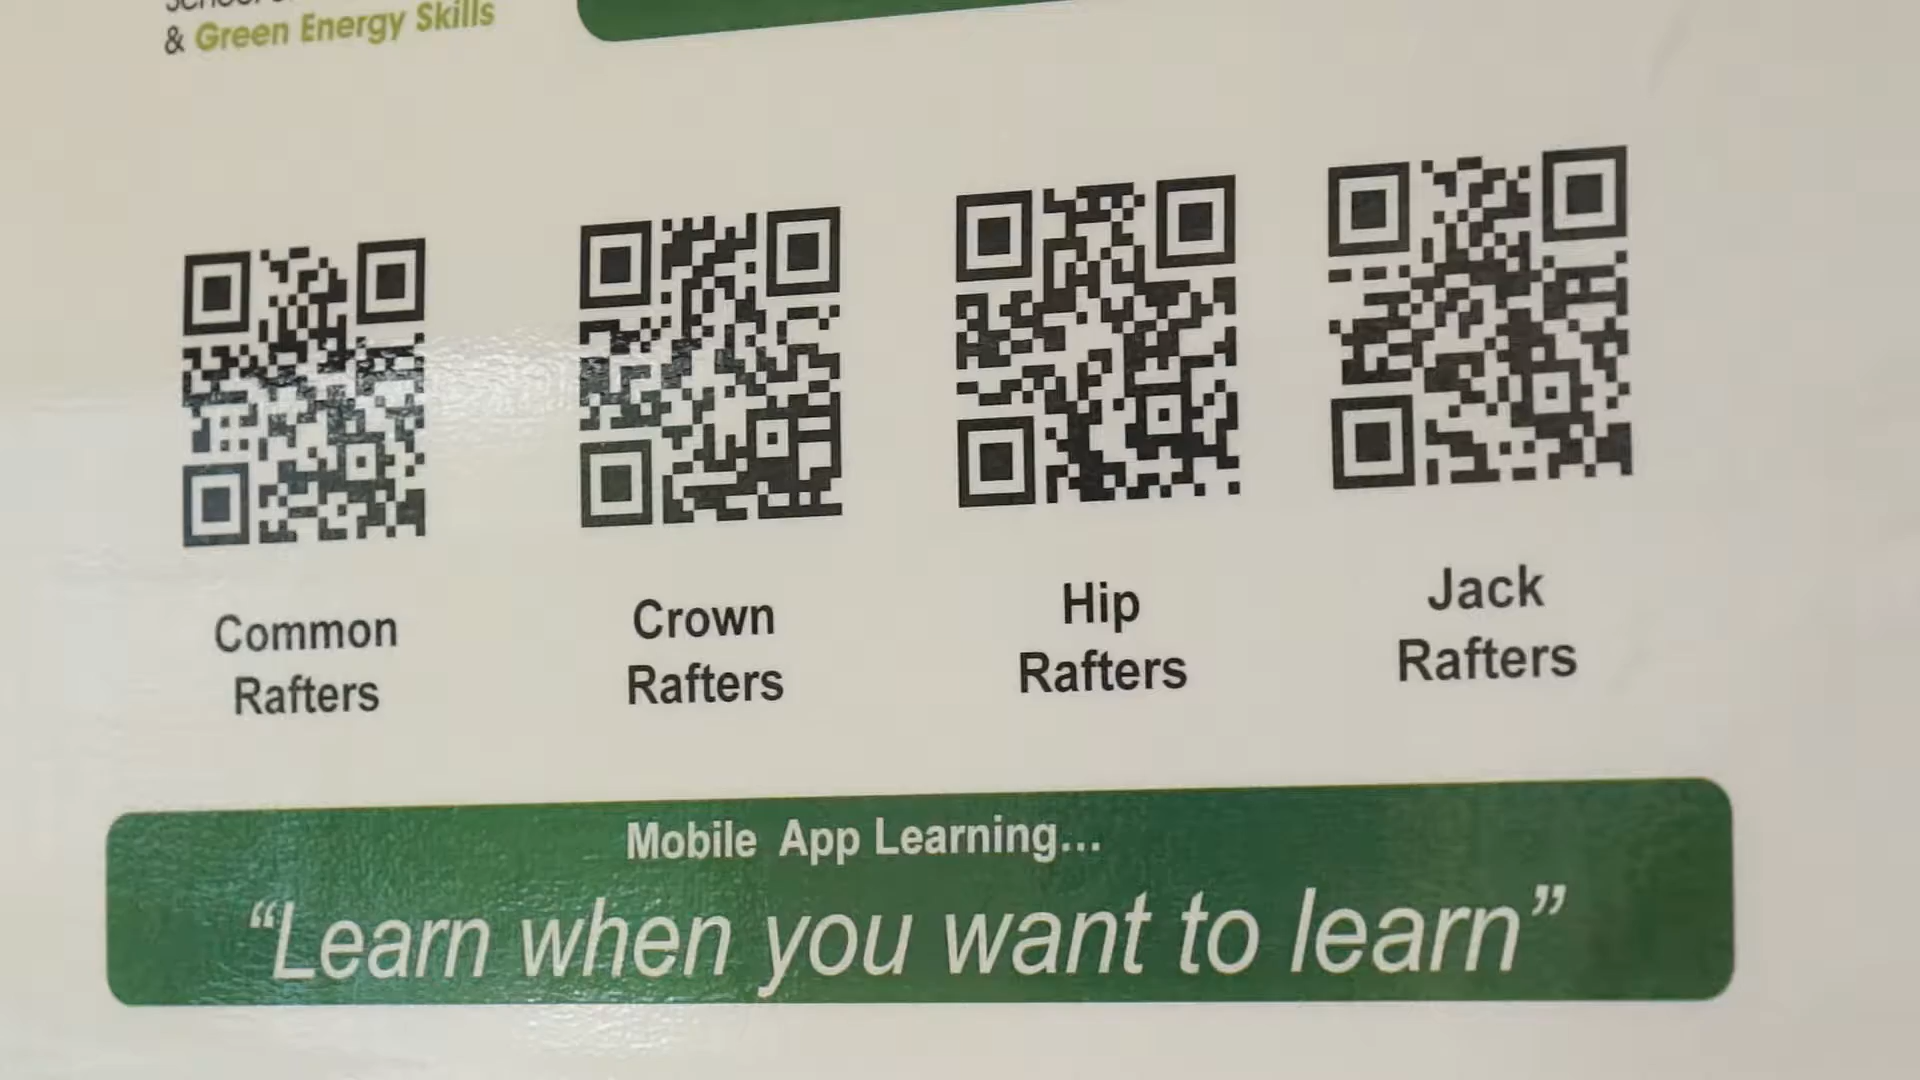 School
& Green Energy Skills
Common
Rafters
Crown
Rafters
Hip
Rafters
Jack
Rafters
Mobile App Learning...
“Learn when you want to learn”